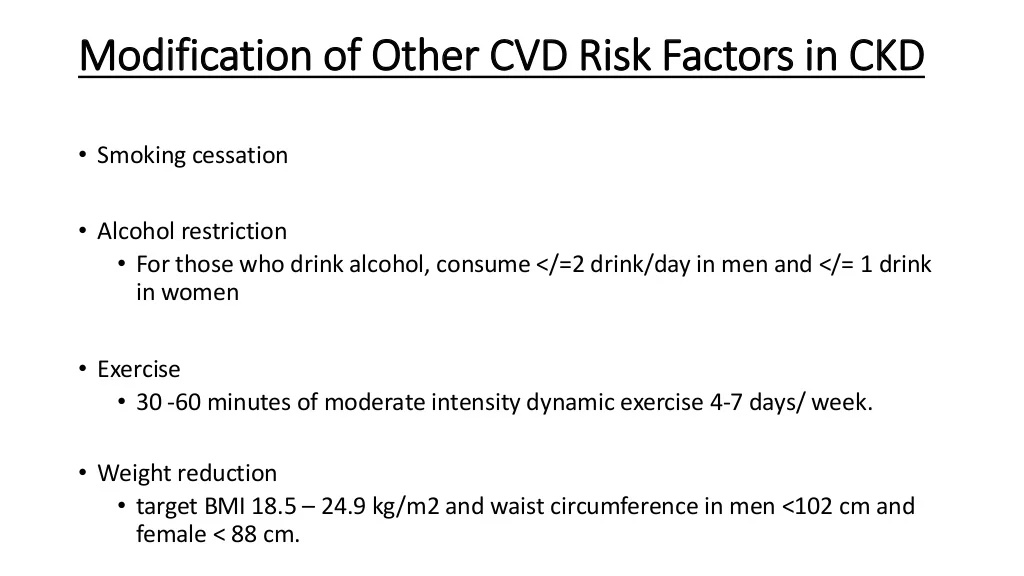 Modification of Other CVD Risk Factors in CKD
• Smoking cessation
• Alcohol restriction
• For those who drink alcohol, consume </=2 drink/day in men and </= 1 drink
in women
• Exercise
• 30 -60 minutes of moderate intensity dynamic exercise 4-7 days/ week.
• Weight reduction
• target BMI 18.5 – 24.9 kg/m2 and waist circumference in men <102 cm and
female < 88 cm.